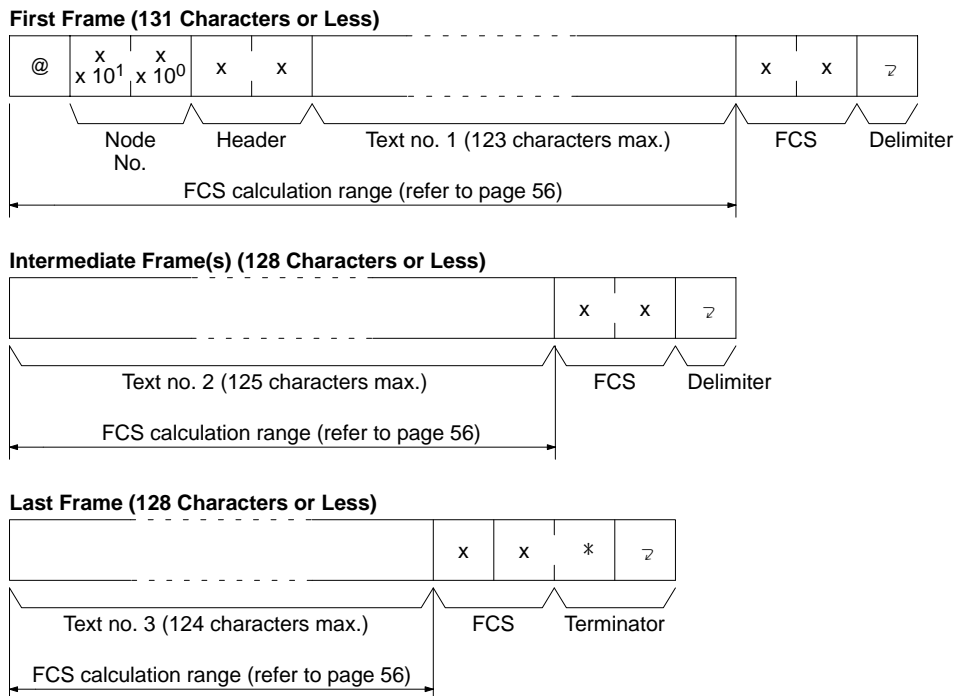 First Frame (131 Characters or Less)
@ x x 10¹ x x 10⁰ x x x x ↵
Node No. Header Text no. 1 (123 characters max.) FCS Delimiter
FCS calculation range (refer to page 56)
Intermediate Frame(s) (128 Characters or Less)
x x ↵
Text no. 2 (125 characters max.) FCS Delimiter
FCS calculation range (refer to page 56)
Last Frame (128 Characters or Less)
x x * ↵
Text no. 3 (124 characters max.) FCS Terminator
FCS calculation range (refer to page 56)